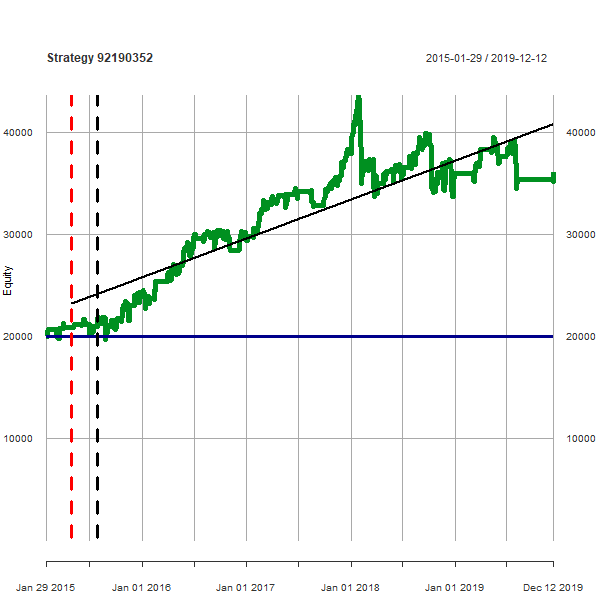 Strategy 92190352
2015-01-29 / 2019-12-12
40000 40000
30000 30000
Equity
20000 20000
10000 10000
Jan 29 2015 Jan 01 2016 Jan 01 2017 Jan 01 2018 Jan 01 2019 Dec 12 2019